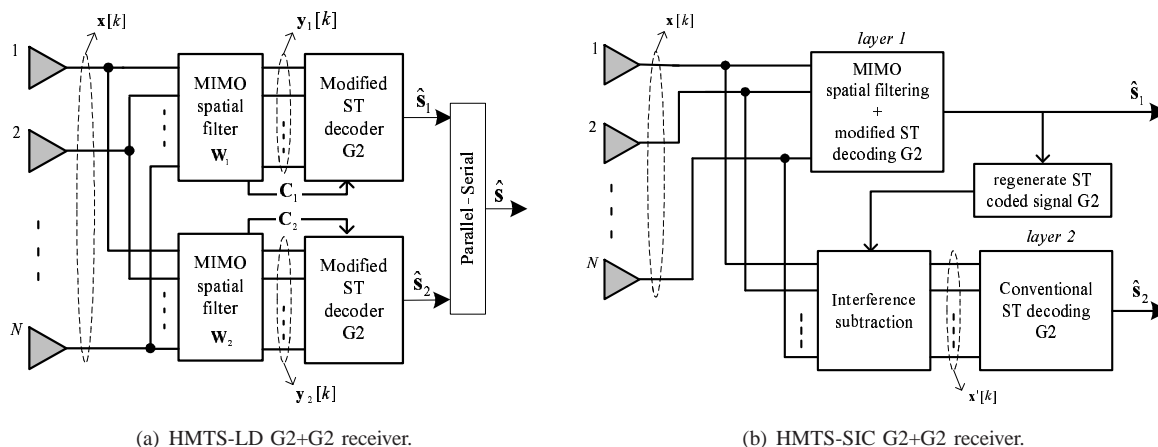 x[k]
y₁[k]
1
2
N
MIMO
spatial
filter
W₁
Modified
ST
decoder
G2
C₁
C₂
MIMO
spatial
filter
W₂
Modified
ST
decoder
G2
y₂[k]
ŝ₁
ŝ₂
Parallel - Serial
ŝ
(a) HMTS-LD G2+G2 receiver.
x[k]
1
2
N
layer 1
MIMO
spatial filtering
+
modified ST
decoding G2
ŝ₁
regenerate ST
coded signal G2
layer 2
Interference
subtraction
Conventional
ST decoding
G2
ŝ₂
x'[k]
(b) HMTS-SIC G2+G2 receiver.